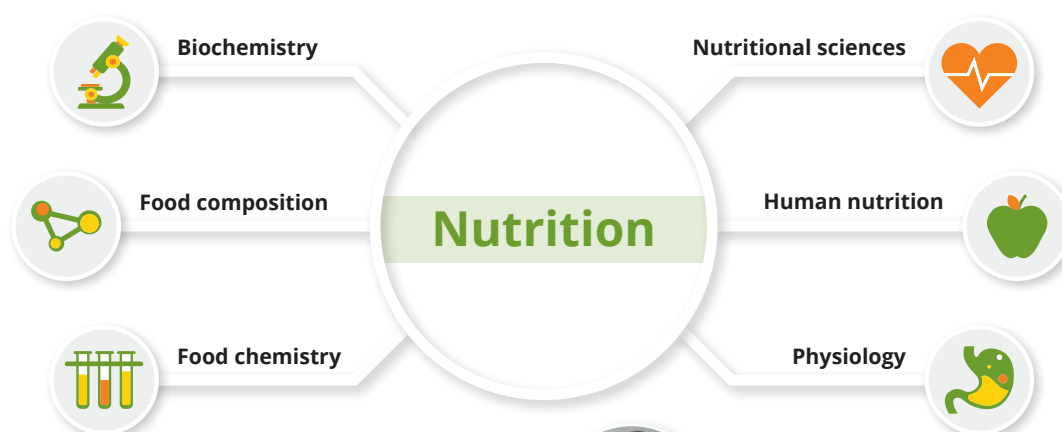 Biochemistry
Nutritional sciences
Food composition
Nutrition
Human nutrition
Food chemistry
Physiology